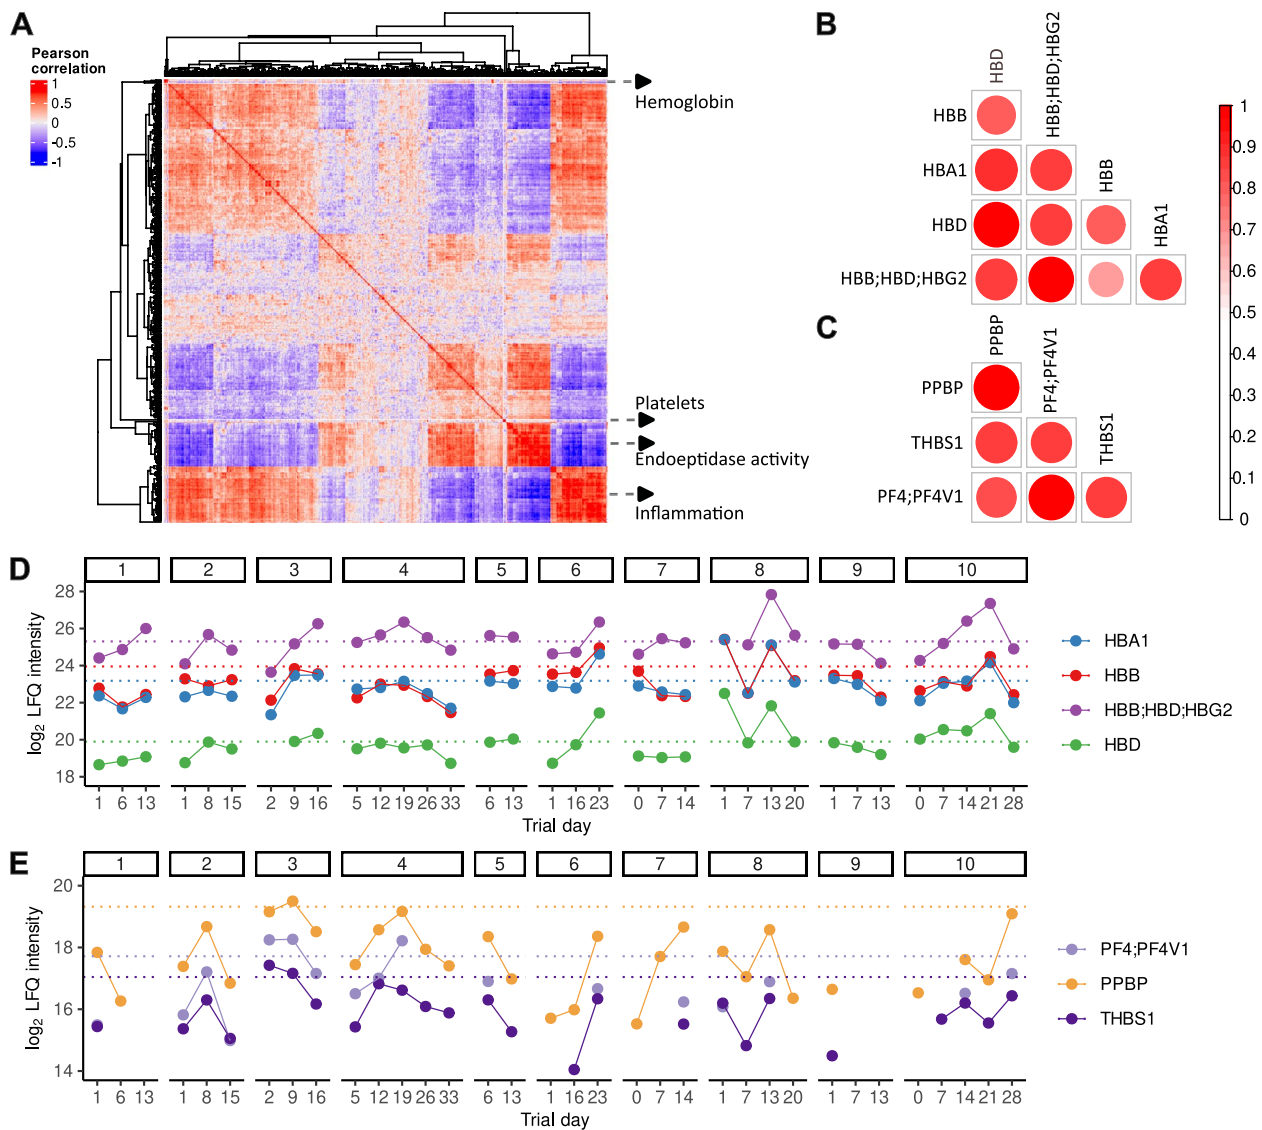 A
Pearson
correlation
1
0.5
0
-0.5
-1
Hemoglobin
Platelets
Endoeptidase activity
Inflammation
B
HBD
HBB;HBD;HBG2
HBB
HBA1
HBB
HBA1
HBD
HBB;HBD;HBG2
C
PPBP
PF4;PF4V1
THBS1
PPBP
THBS1
PF4;PF4V1
1
0.9
0.8
0.7
0.6
0.5
0.4
0.3
0.2
0.1
0
D
1 2 3 4 5 6 7 8 9 10
28
26
24
22
20
18
log2 LFQ intensity
1 6 13 1 8 15 2 9 16 5 12 19 26 33 6 13 1 16 23 0 7 14 1 7 13 20 1 7 13 0 7 14 21 28
Trial day
HBA1
HBB
HBB;HBD;HBG2
HBD
E
1 2 3 4 5 6 7 8 9 10
20
18
16
14
log2 LFQ intensity
1 6 13 1 8 15 2 9 16 5 12 19 26 33 6 13 1 16 23 0 7 14 1 7 13 20 1 7 13 0 7 14 21 28
Trial day
PF4;PF4V1
PPBP
THBS1